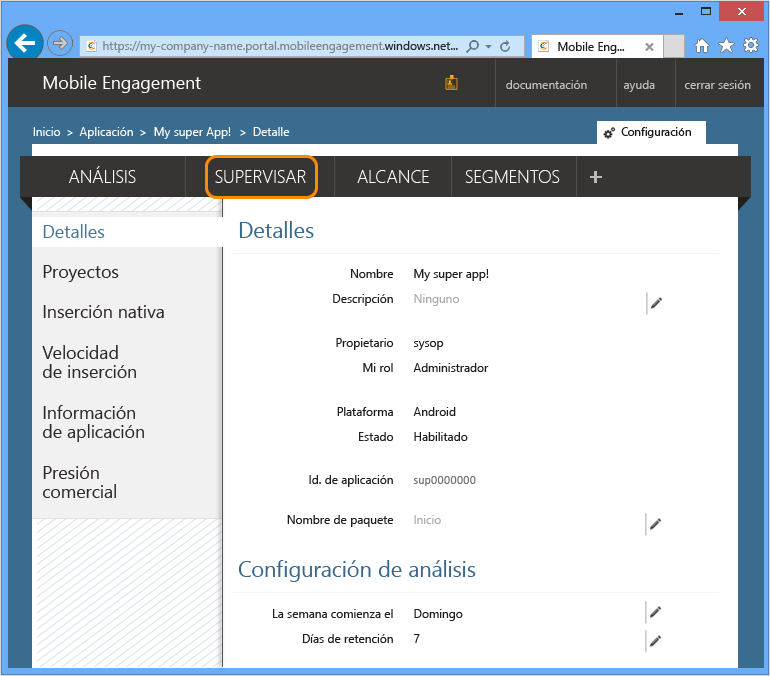 https://my-company-name.portal.mobileengagement.windows.net...
Mobile Eng...
Mobile Engagement
documentación
ayuda
cerrar sesión
Inicio > Aplicación > My super App! > Detalle
Configuración
ANÁLISIS
SUPERVISAR
ALCANCE
SEGMENTOS
+
Detalles
Proyectos
Inserción nativa
Velocidad
de inserción
Información
de aplicación
Presión
comercial
Detalles
Nombre My super app!
Descripción Ninguno
Propietario sysop
Mi rol Administrador
Plataforma Android
Estado Habilitado
Id. de aplicación sup0000000
Nombre de paquete Inicio
Configuración de análisis
La semana comienza el Domingo
Días de retención 7